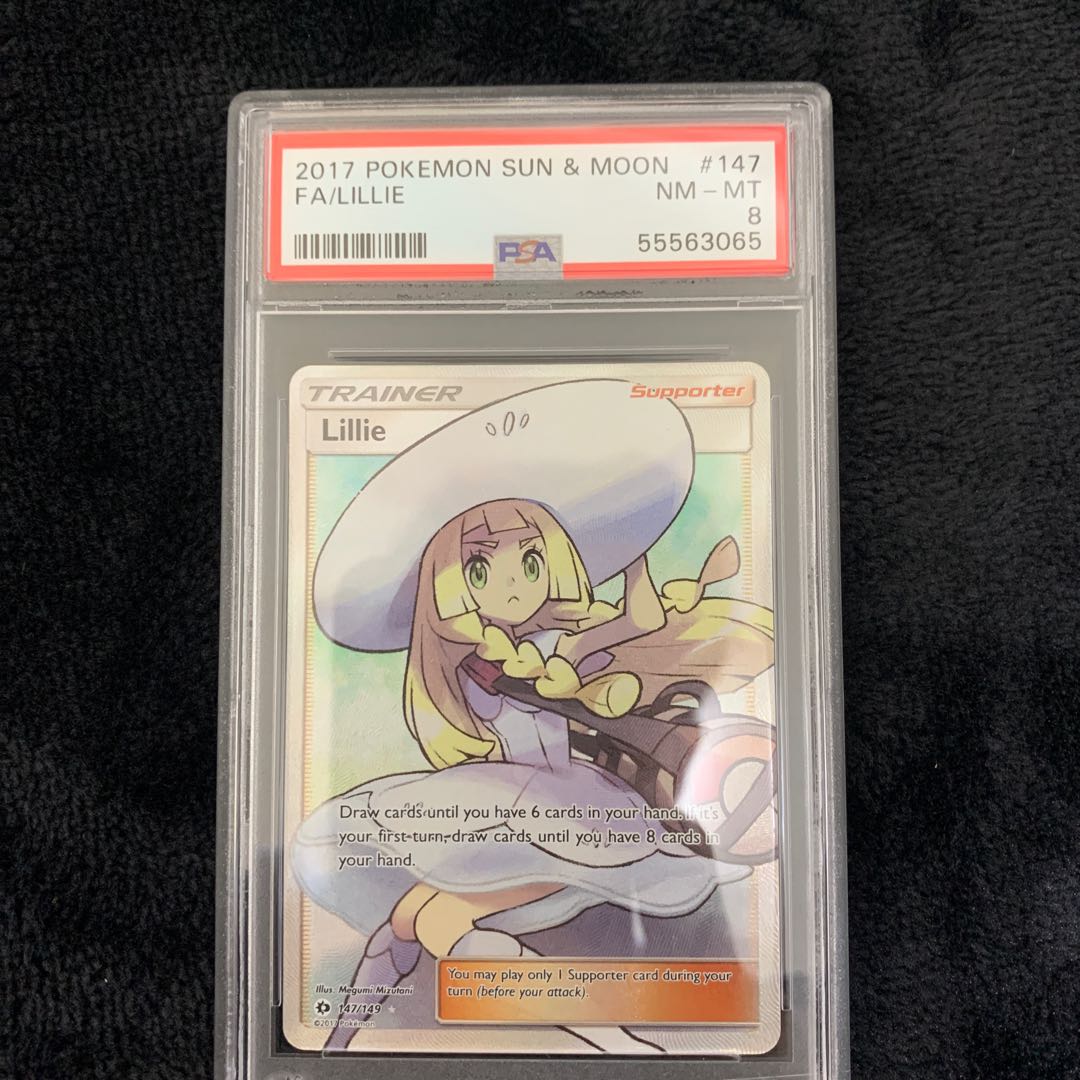 2017 POKEMON SUN & MOON #147
FA/LILLIE NM - MT
8
PSA 55563065
TRAINER Supporter
Lillie
Draw cards until you have 6 cards in your hand. If it's
your first turn, draw cards until you have 8 cards in
your hand.
You may play only 1 Supporter card during your
turn (before your attack).
Illus. Megumi Mizutani
147/149
©2017 Pokémon